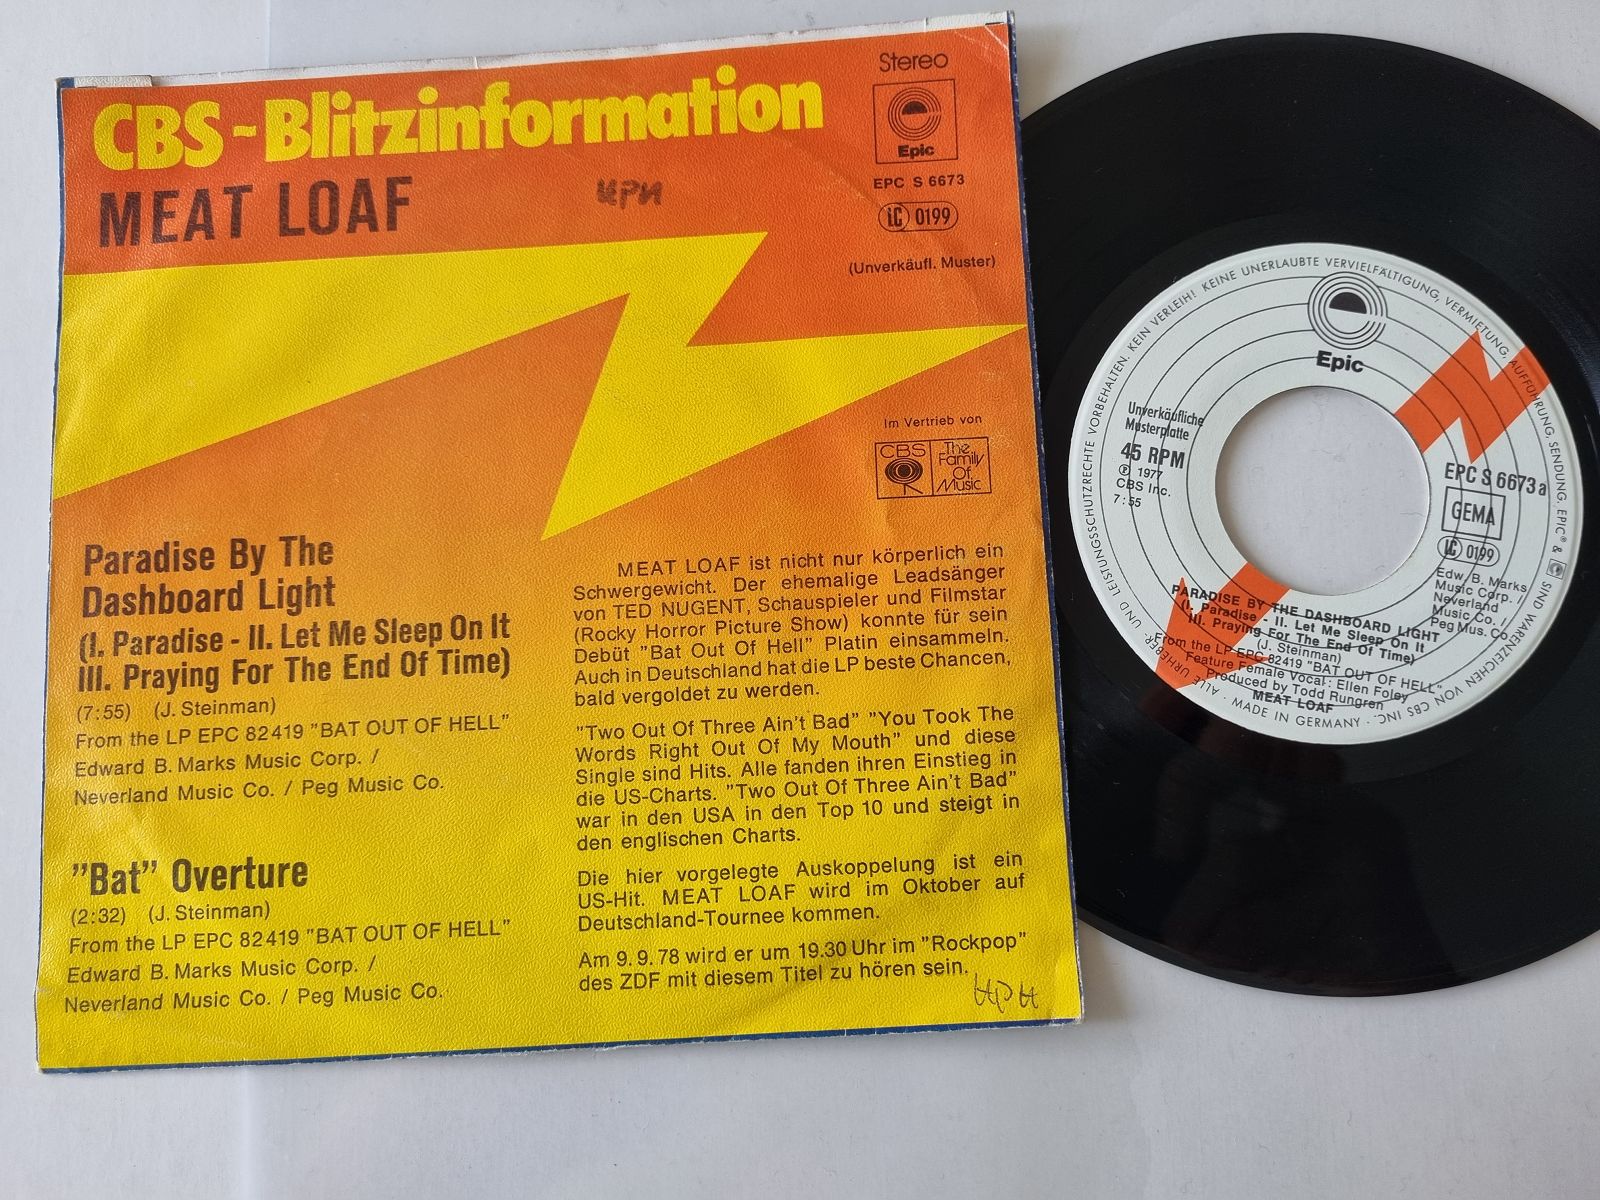 CBS-Blitzinformation
MEAT LOAF
Stereo
Epic
EPC S 6673
LC 0199
(Unverkäufl. Muster)
Im Vertrieb von
CBS
The
Family
Of
Music
Paradise By The
Dashboard Light
(I. Paradise - II. Let Me Sleep On It
III. Praying For The End Of Time)
(7:55) (J. Steinman)
From the LP EPC 82419 "BAT OUT OF HELL"
Edward B. Marks Music Corp. /
Neverland Music Co. / Peg Music Co.
"Bat" Overture
(2:32) (J. Steinman)
From the LP EPC 82419 "BAT OUT OF HELL"
Edward B. Marks Music Corp. /
Neverland Music Co. / Peg Music Co.
MEAT LOAF ist nicht nur körperlich ein
Schwergewicht. Der ehemalige Leadsänger
von TED NUGENT, Schauspieler und Filmstar
(Rocky Horror Picture Show) konnte für sein
Debüt "Bat Out Of Hell" Platin einsammeln.
Auch in Deutschland hat die LP beste Chancen,
bald vergoldet zu werden.
"Two Out Of Three Ain't Bad" "You Took The
Words Right Out Of My Mouth" und diese
Single sind Hits. Alle fanden ihren Einstieg in
die US-Charts. "Two Out Of Three Ain't Bad"
war in den USA in den Top 10 und steigt in
den englischen Charts.
Die hier vorgelegte Auskoppelung ist ein
US-Hit. MEAT LOAF wird im Oktober auf
Deutschland-Tournee kommen.
Am 9. 9. 78 wird er um 19.30 Uhr im "Rockpop"
des ZDF mit diesem Titel zu hören sein.
ALLE URHEBER- UND LEISTUNGSSCHUTZRECHTE VORBEHALTEN. KEIN VERLEIH! KEINE UNERLAUBTE VERVIELFÄLTIGUNG, VERMIETUNG, AUFFÜHRUNG, SENDUNG. EPIC® & SIND WARENZEICHEN VON CBS INC. · MADE IN GERMANY ·
Epic
Unverkäufliche
Musterplatte
45 RPM
℗ 1977
CBS Inc.
7:55
EPC S 6673a
GEMA
LC 0199
Edw. B. Marks
Music Corp. /
Neverland
Music Co. /
Peg Mus. Co.
PARADISE BY THE DASHBOARD LIGHT
(I. Paradise - II. Let Me Sleep On It
III. Praying For The End Of Time)
(J. Steinman)
From the LP EPC 82419 "BAT OUT OF HELL"
Feature Female Vocal: Ellen Foley
Produced by Todd Rungren
MEAT LOAF